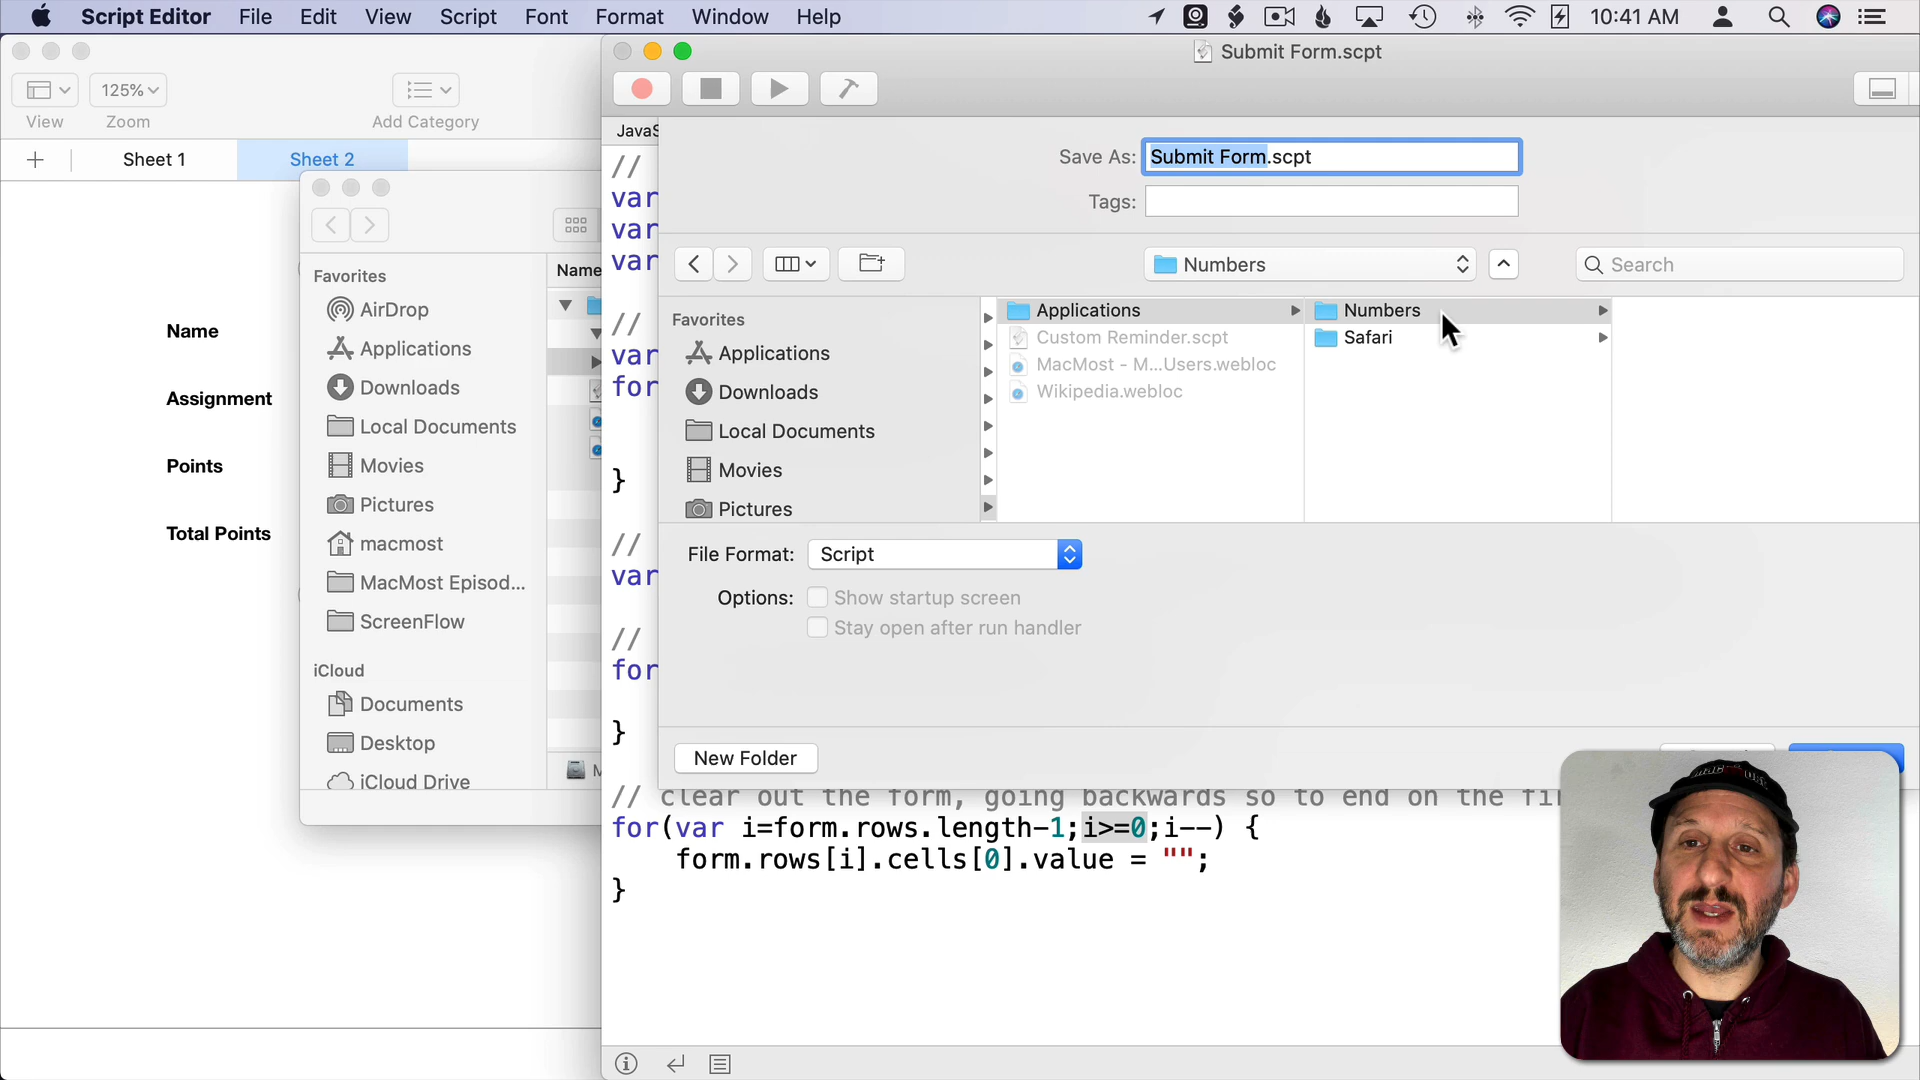 Script Editor File Edit View Script Font Format Window Help 10:41 AM
125%
View Zoom Add Category
Sheet 1 Sheet 2
Name
Assignment
Points
Total Points
Favorites
AirDrop
Applications
Downloads
Local Documents
Movies
Pictures
macmost
MacMost Episod...
ScreenFlow
iCloud
Documents
Desktop
iCloud Drive
Name
Submit Form.scpt
//
var
var
var
//
var
for
}
//
var
//
for
}
Save As: Submit Form.scpt
Tags:
Numbers
Search
Favorites
Applications
Downloads
Local Documents
Movies
Pictures
Applications
Custom Reminder.scpt
MacMost - M...Users.webloc
Wikipedia.webloc
Numbers
Safari
File Format: Script
Options: Show startup screen
Stay open after run handler
New Folder
// clear out the form, going backwards so to end on the
for(var i=form.rows.length-1;i>=0;i--) {
form.rows[i].cells[0].value = "";
}